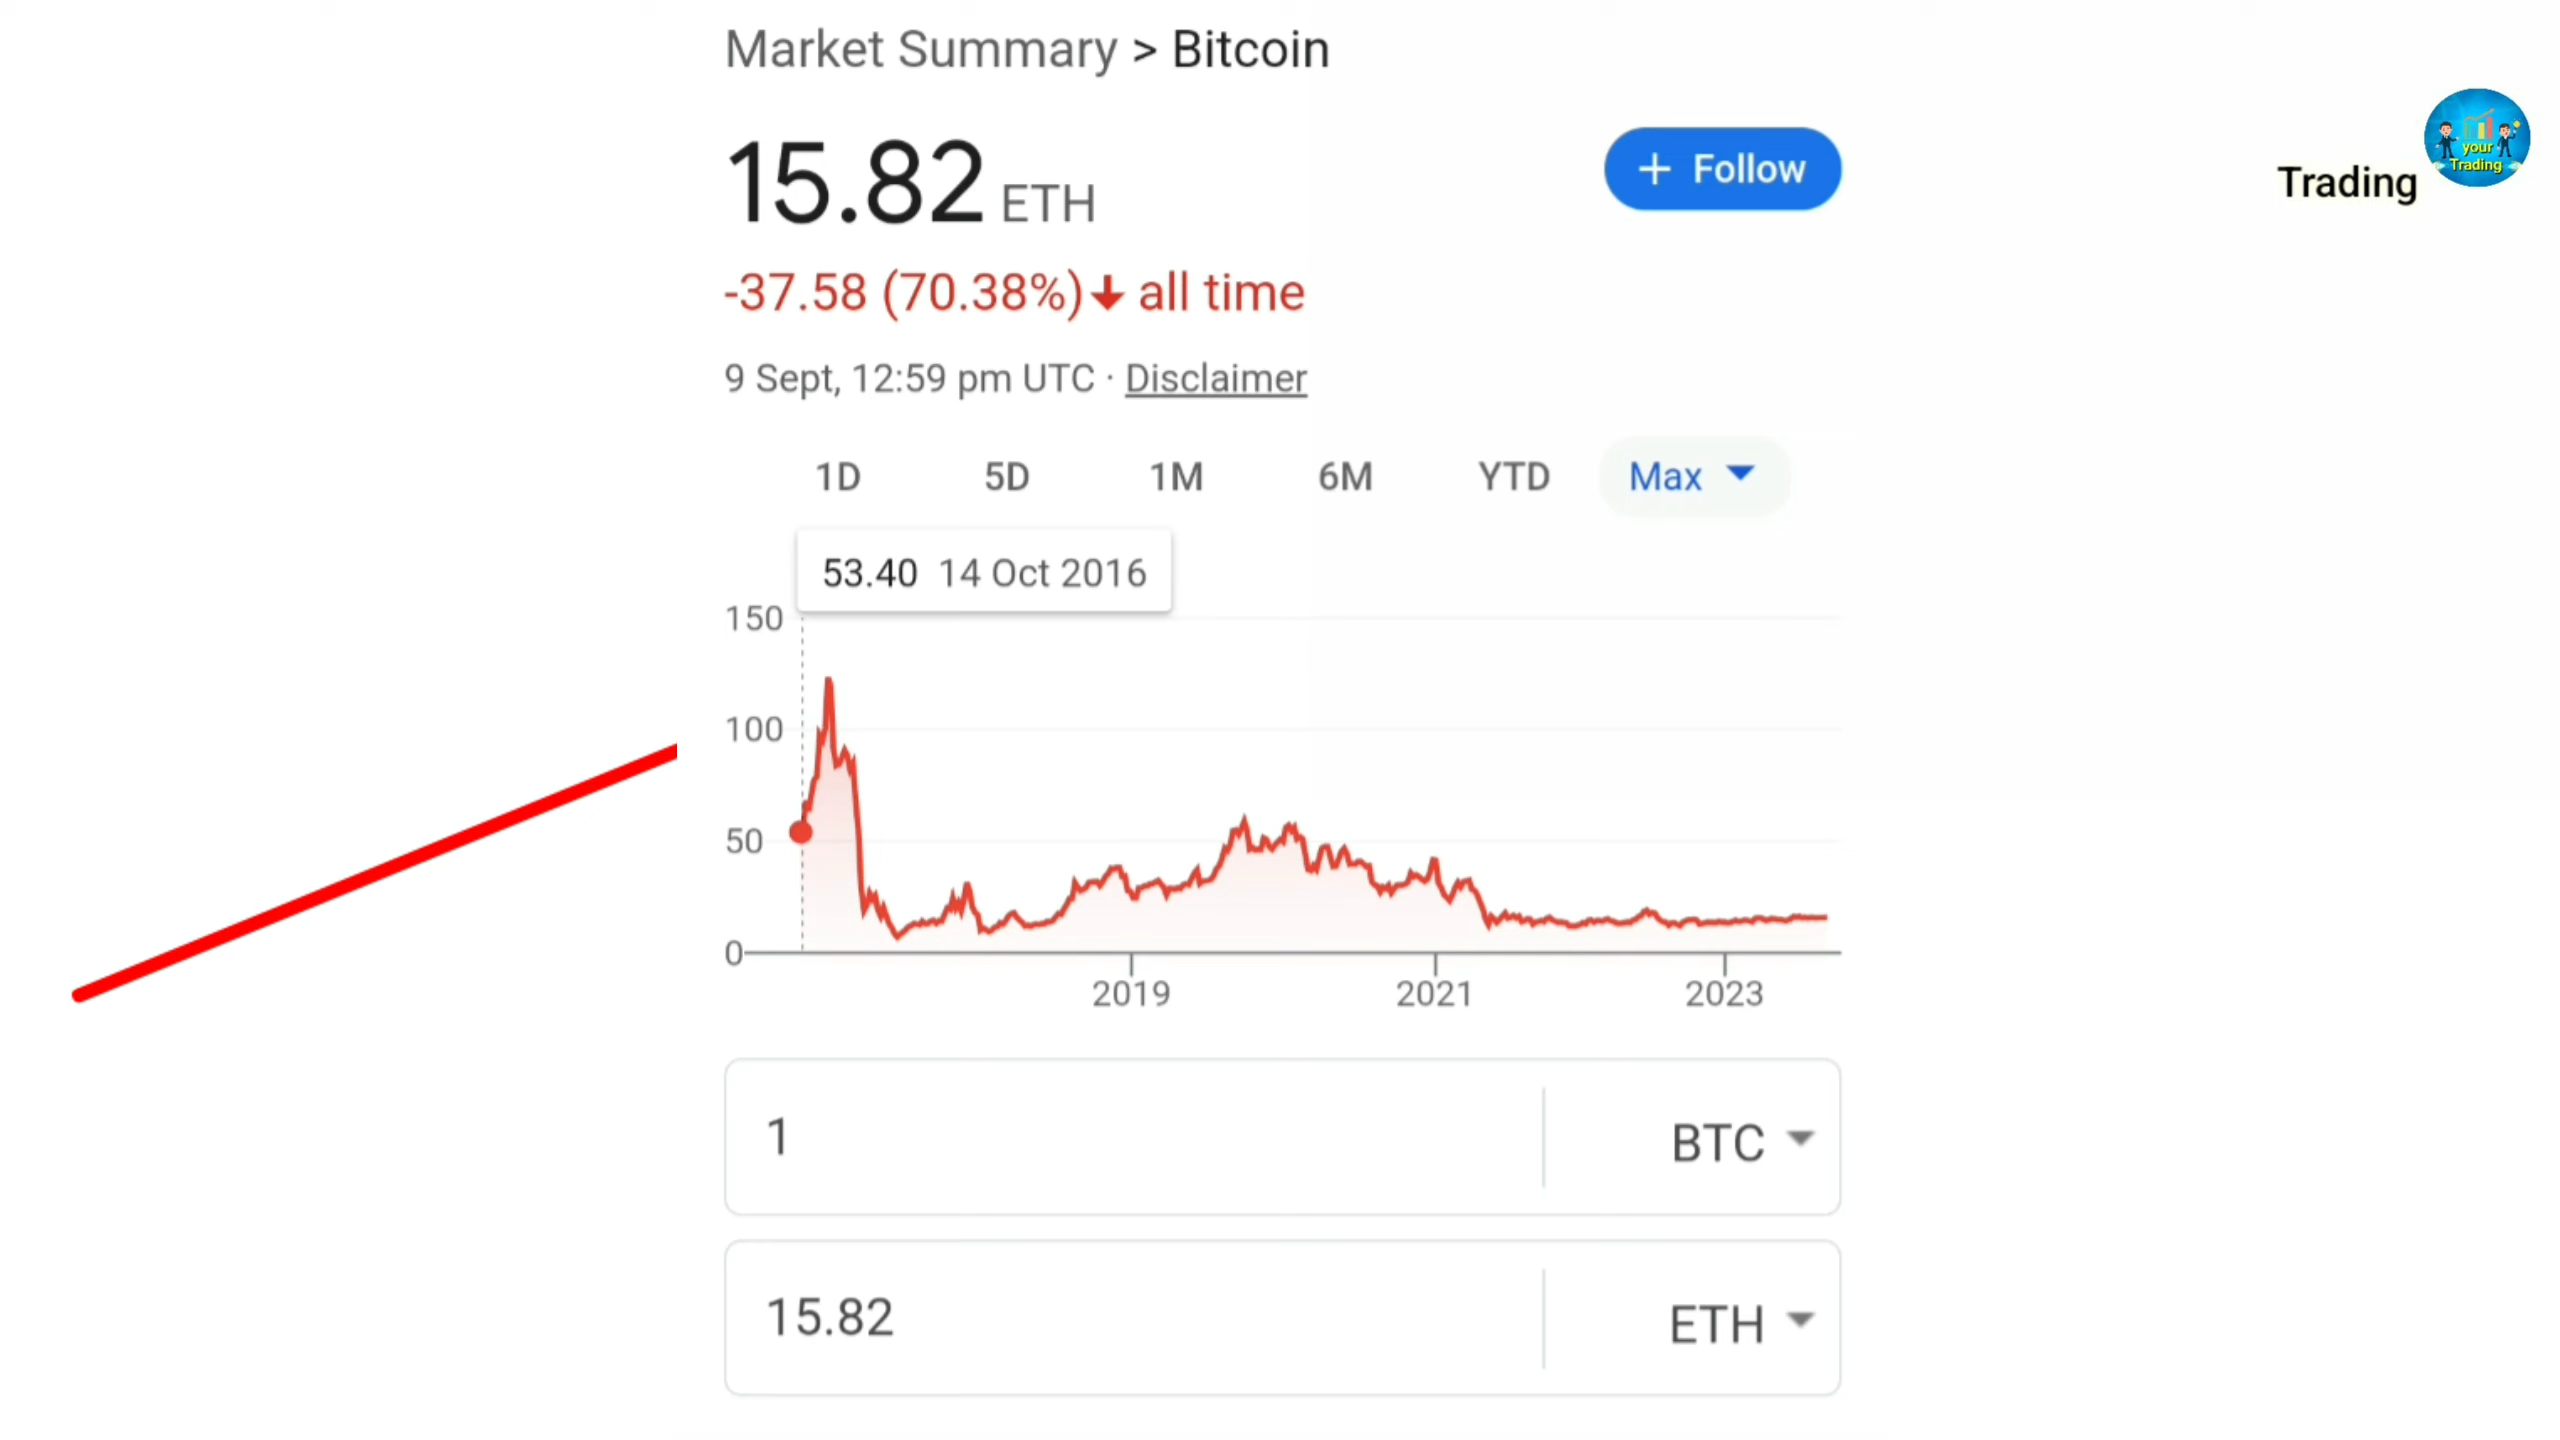 Market Summary > Bitcoin
15.82 ETH
+ Follow
Trading
your
Trading
-37.58 (70.38%) all time
9 Sept, 12:59 pm UTC · Disclaimer
1D 5D 1M 6M YTD Max
53.40 14 Oct 2016
150
100
50
0
2019 2021 2023
1 BTC
15.82 ETH